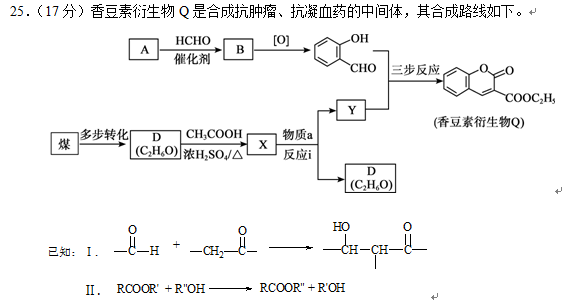 25.(17 分)香豆素衍生物 Q 是合成抗肿瘤、抗凝血药的中间体，其合成路线如下。
A HCHO 催化剂 B [O] OH CHO 三步反应 O O COOC₂H₅
(香豆素衍生物Q)
煤 多步转化 D (C₂H₆O) CH₃COOH 浓H₂SO₄/△ X 物质a 反应i Y
D (C₂H₆O)
已知：Ⅰ. O —C—H + O —CH₂—C— HO O —CH—CH—C—
Ⅱ. RCOOR' + R"OH RCOOR" + R'OH